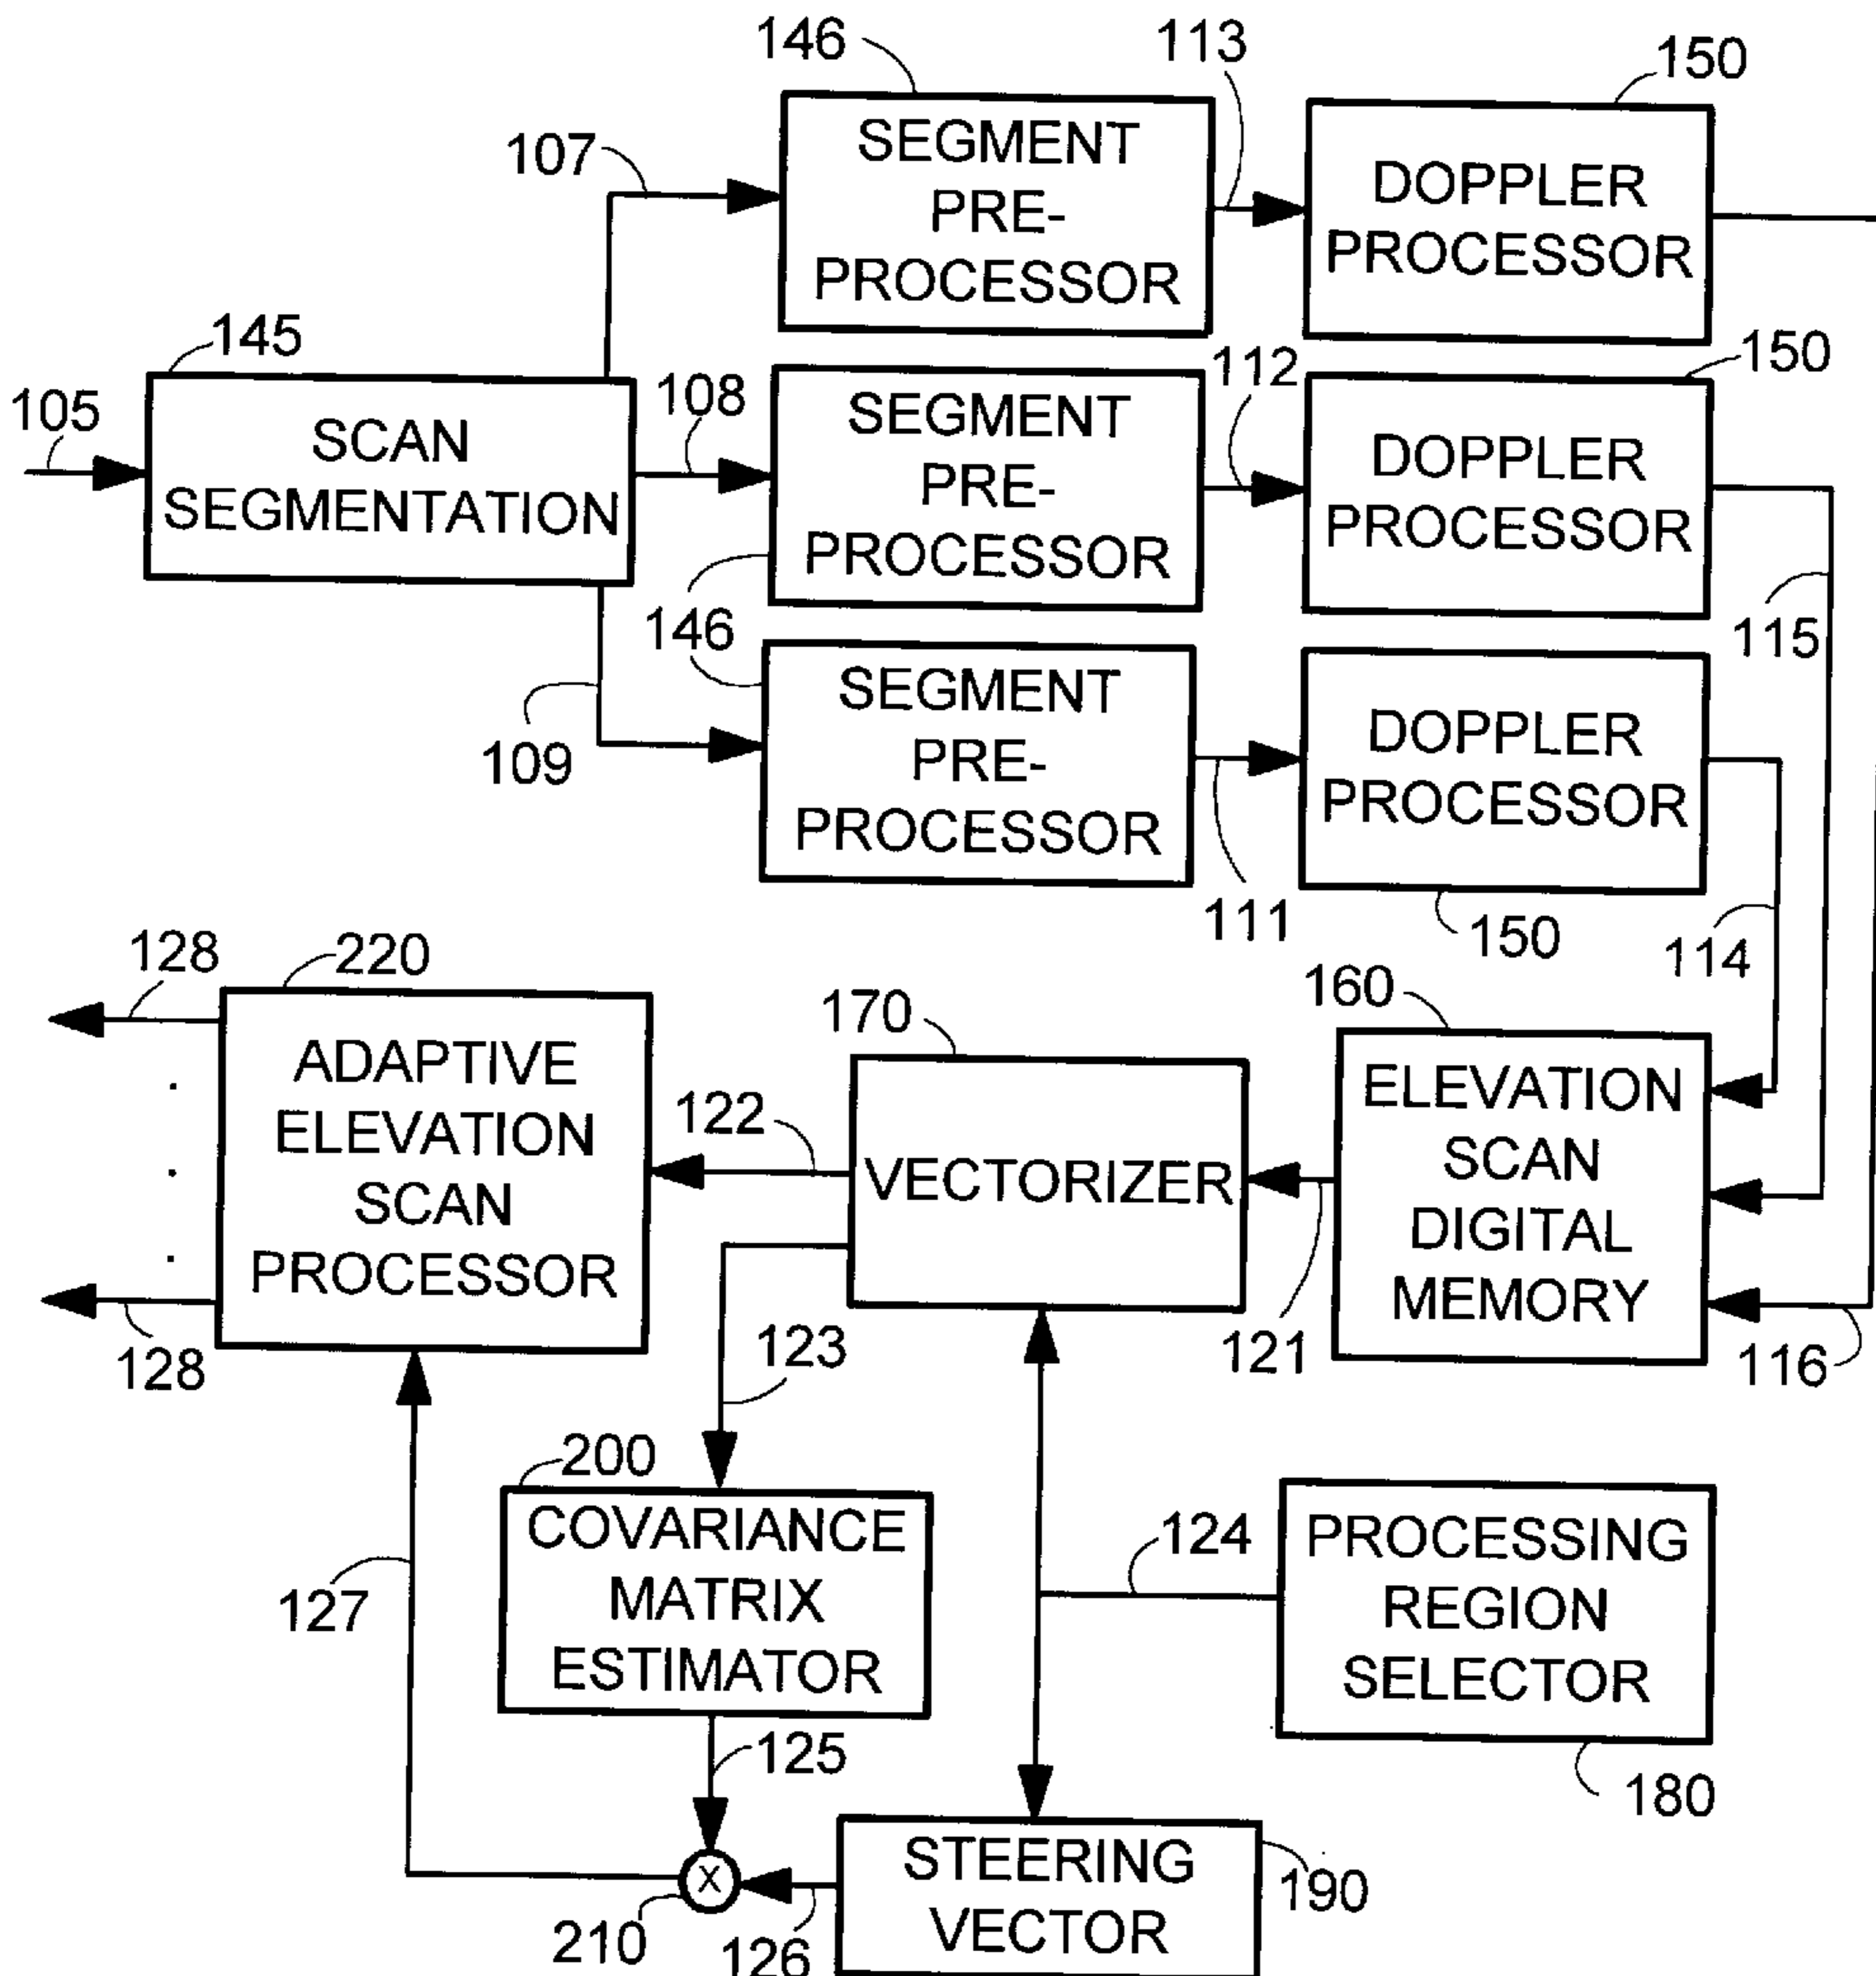 146
113
150
107
SEGMENT
PRE-
PROCESSOR
DOPPLER
PROCESSOR
145
105
SCAN
SEGMENTATION
108
SEGMENT
PRE-
PROCESSOR
112
150
DOPPLER
PROCESSOR
146
115
109
SEGMENT
PRE-
PROCESSOR
111
DOPPLER
PROCESSOR
150
114
128
220
ADAPTIVE
ELEVATION
SCAN
PROCESSOR
128
122
170
VECTORIZER
160
ELEVATION
SCAN
DIGITAL
MEMORY
121
116
123
200
COVARIANCE
MATRIX
ESTIMATOR
124
PROCESSING
REGION
SELECTOR
180
127
125
X
210
126
STEERING
VECTOR
190